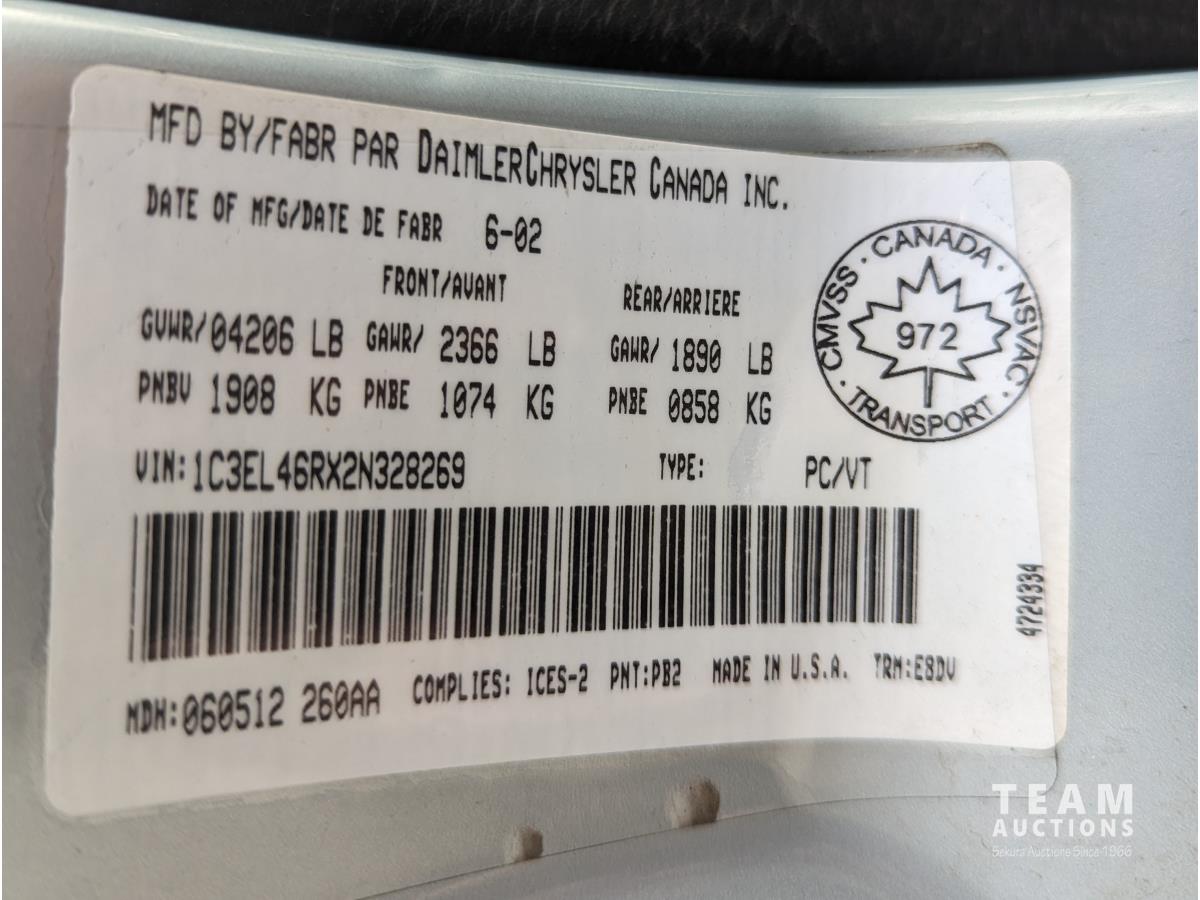 MFD BY/FABR PAR DAIMLERCHRYSLER CANADA INC.
DATE OF MFG/DATE DE FABR 6-02
FRONT/AVANT REAR/ARRIERE
GVWR/04206 LB GAWR/ 2366 LB GAWR/ 1890 LB
PNBV 1908 KG PNBE 1074 KG PNBE 0858 KG
VIN:1C3EL46RX2N328269 TYPE: PC/VT
CMVSS · CANADA · NSVAC · TRANSPORT ·
972
4724334
MDH:060512 260AA COMPLIES: ICES-2 PNT:PB2 MADE IN U.S.A. TRM:E8DV
TEAM
AUCTIONS
Sekura Auctions Since 1966